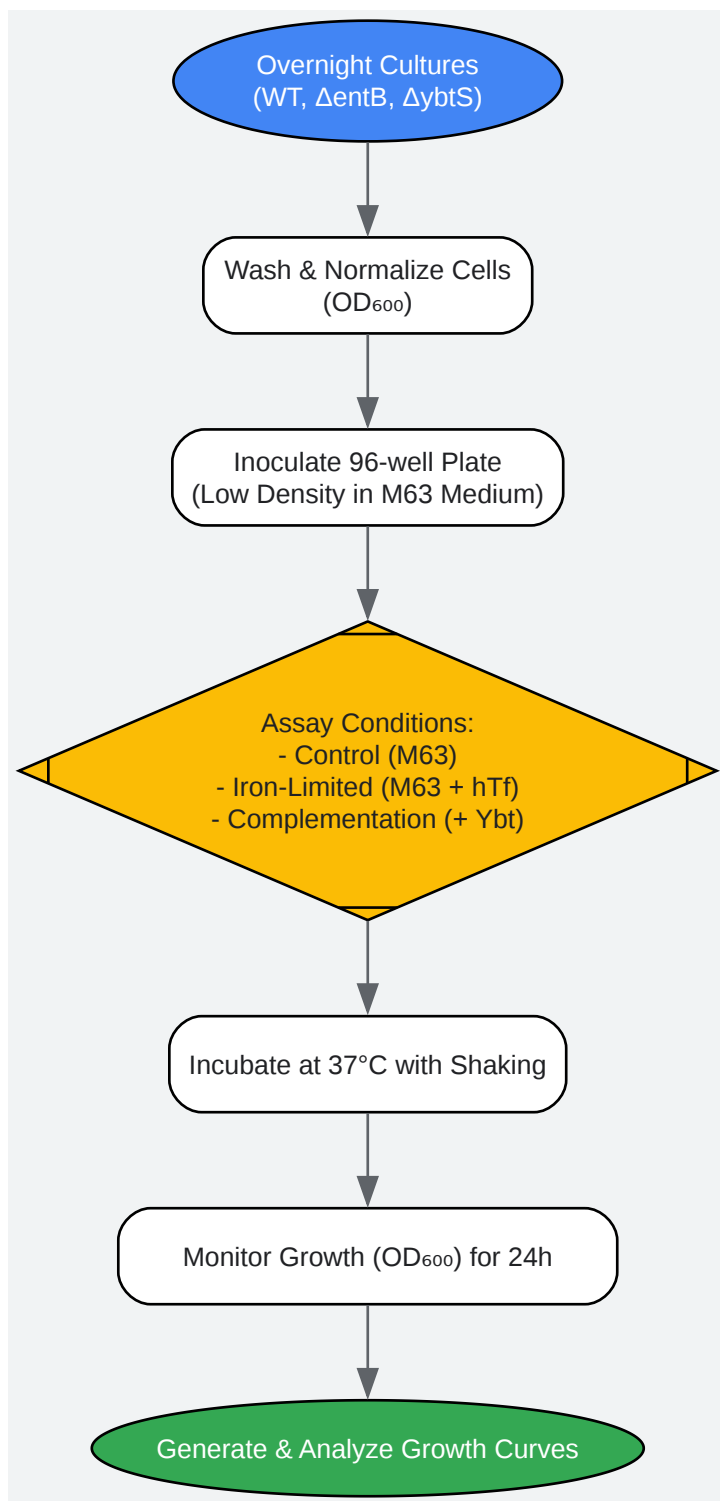 Overnight Cultures
(WT, ΔentB, ΔybtS)
Wash & Normalize Cells
(OD₆₀₀)
Inoculate 96-well Plate
(Low Density in M63 Medium)
Assay Conditions:
- Control (M63)
- Iron-Limited (M63 + hTf)
- Complementation (+ Ybt)
Incubate at 37°C with Shaking
Monitor Growth (OD₆₀₀) for 24h
Generate & Analyze Growth Curves